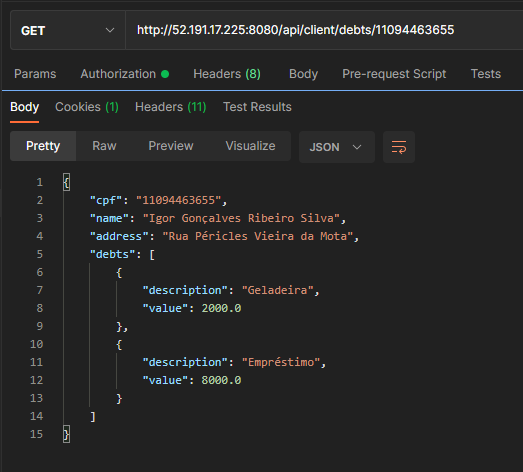 GET http://52.191.17.225:8080/api/client/debts/11094463655
Params Authorization Headers (8) Body Pre-request Script Tests
Body Cookies (1) Headers (11) Test Results
Pretty Raw Preview Visualize JSON
1 {
2 "cpf": "11094463655",
3 "name": "Igor Gonçalves Ribeiro Silva",
4 "address": "Rua Péricles Vieira da Mota",
5 "debts": [
6 {
7 "description": "Geladeira",
8 "value": 2000.0
9 },
10 {
11 "description": "Empréstimo",
12 "value": 8000.0
13 }
14 ]
15 }